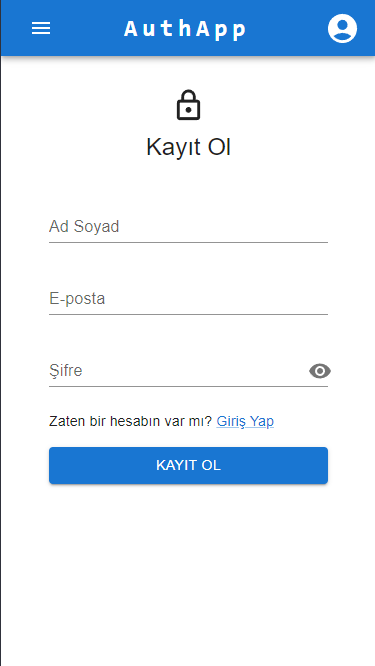 AuthApp
Kayıt Ol
Ad Soyad
E-posta
Şifre
Zaten bir hesabın var mı? Giriş Yap
KAYIT OL